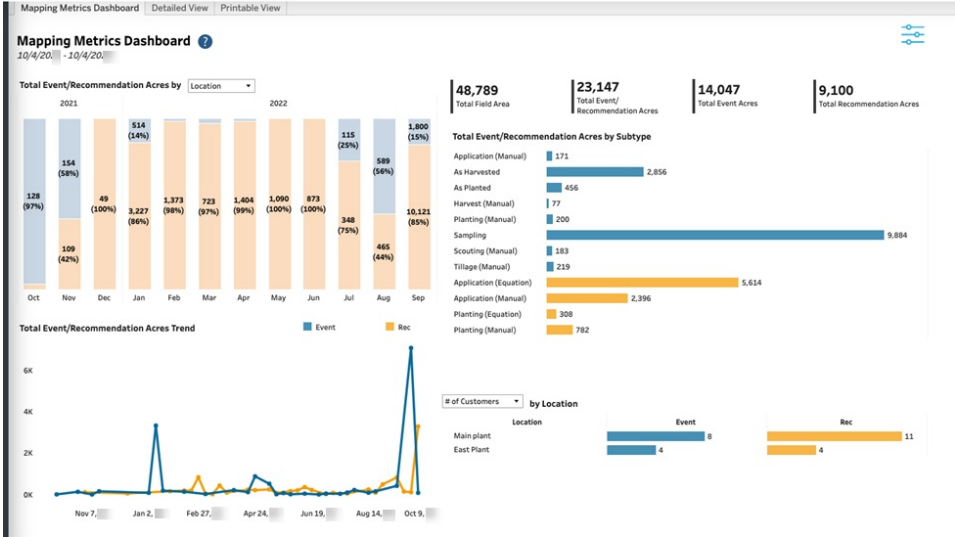 Mapping Metrics Dashboard Detailed View Printable View
Mapping Metrics Dashboard ?
10/4/20 - 10/4/20
Total Event/Recommendation Acres by Location
2021 2022
128 (97%)
154 (58%)
109 (42%)
49 (100%)
514 (14%)
3,227 (86%)
1,373 (98%)
723 (97%)
1,404 (99%)
1,090 (100%)
873 (100%)
115 (25%)
348 (75%)
589 (56%)
465 (44%)
1,800 (15%)
10,121 (85%)
Oct Nov Dec Jan Feb Mar Apr May Jun Jul Aug Sep
48,789
Total Field Area
23,147
Total Event/
Recommendation Acres
14,047
Total Event Acres
9,100
Total Recommendation Acres
Total Event/Recommendation Acres by Subtype
Application (Manual) 171
As Harvested 2,856
As Planted 456
Harvest (Manual) 77
Planting (Manual) 200
Sampling 9,884
Scouting (Manual) 183
Tillage (Manual) 219
Application (Equation) 5,614
Application (Manual) 2,396
Planting (Equation) 308
Planting (Manual) 782
Total Event/Recommendation Acres Trend
Event Rec
6K
4K
2K
0K
Nov 7, Jan 2, Feb 27, Apr 24, Jun 19, Aug 14, Oct 9,
# of Customers by Location
Location Event Rec
Main plant 8 11
East Plant 4 4